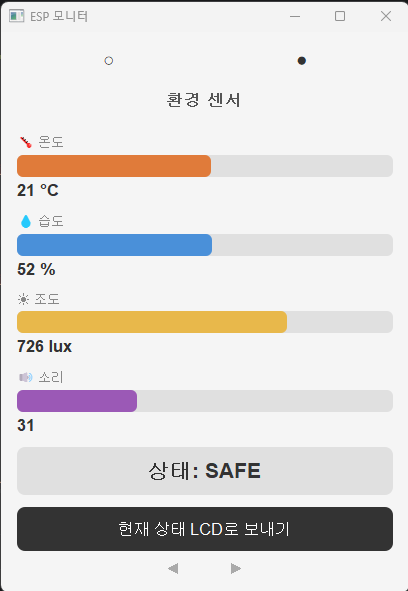 ESP 모니터
환경 센서
온도
21 °C
습도
52 %
조도
726 lux
소리
31
상태: SAFE
현재 상태 LCD로 보내기